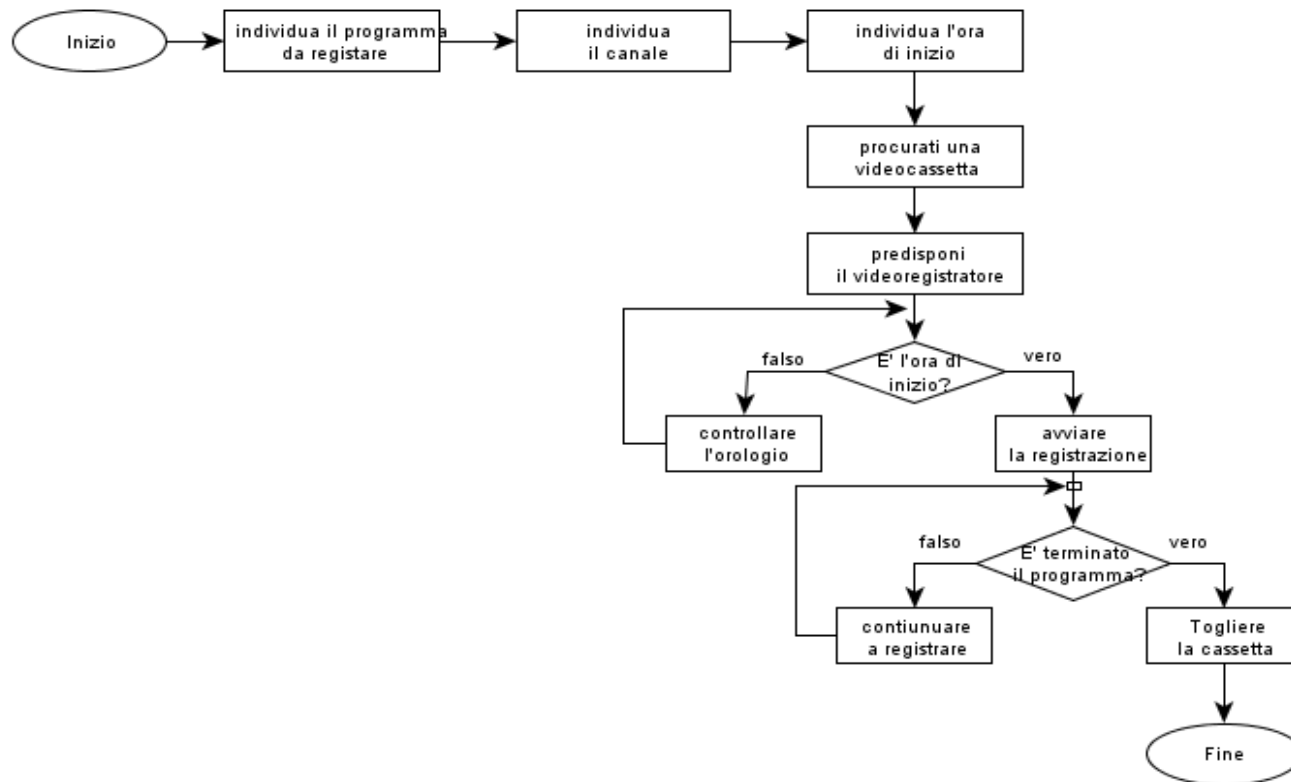 Inizio
individua il programma
da registare
individua
il canale
individua l'ora
di inizio
procurati una
videocassetta
predisponi
il videoregistratore
E' l'ora di
inizio?
falso
vero
controllare
l'orologio
avviare
la registrazione
E' terminato
il programma?
falso
vero
contiunuare
a registrare
Togliere
la cassetta
Fine